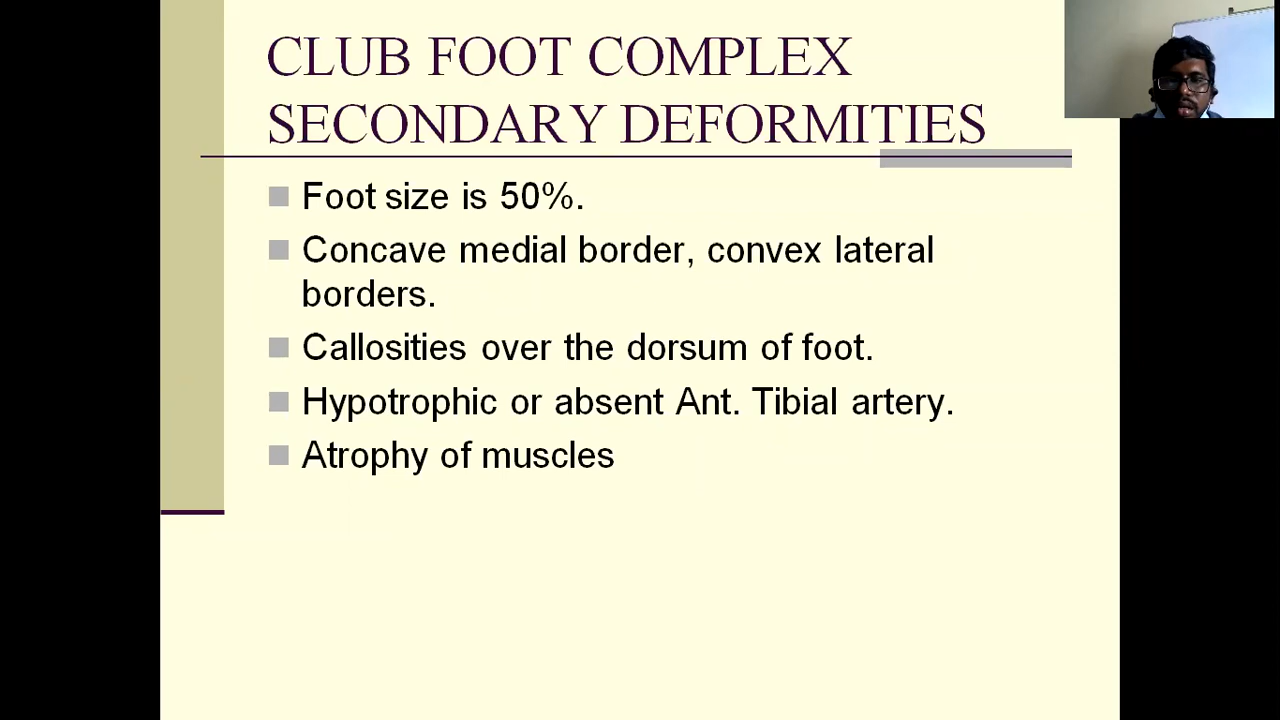 CLUB FOOT COMPLEX
SECONDARY DEFORMITIES
Foot size is 50%.
Concave medial border, convex lateral
borders.
Callosities over the dorsum of foot.
Hypotrophic or absent Ant. Tibial artery.
Atrophy of muscles